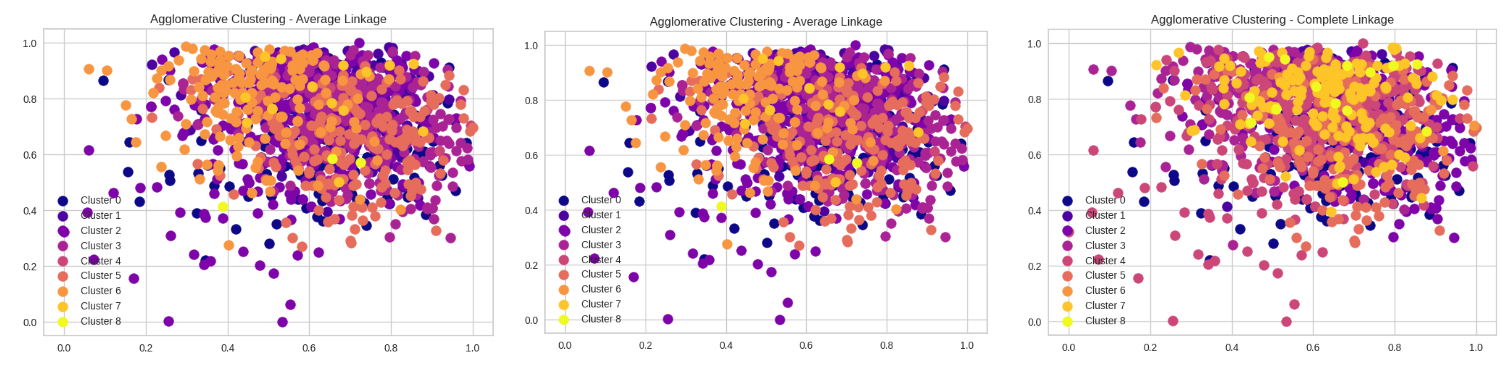 Agglomerative Clustering - Average Linkage
1.0
0.8
0.6
0.4
0.2
0.0
Cluster 0
Cluster 1
Cluster 2
Cluster 3
Cluster 4
Cluster 5
Cluster 6
Cluster 7
Cluster 8
0.0 0.2 0.4 0.6 0.8 1.0
Agglomerative Clustering - Average Linkage
1.0
0.8
0.6
0.4
0.2
0.0
Cluster 0
Cluster 1
Cluster 2
Cluster 3
Cluster 4
Cluster 5
Cluster 6
Cluster 7
Cluster 8
0.0 0.2 0.4 0.6 0.8 1.0
Agglomerative Clustering - Complete Linkage
1.0
0.8
0.6
0.4
0.2
0.0
Cluster 0
Cluster 1
Cluster 2
Cluster 3
Cluster 4
Cluster 5
Cluster 6
Cluster 7
Cluster 8
0.0 0.2 0.4 0.6 0.8 1.0